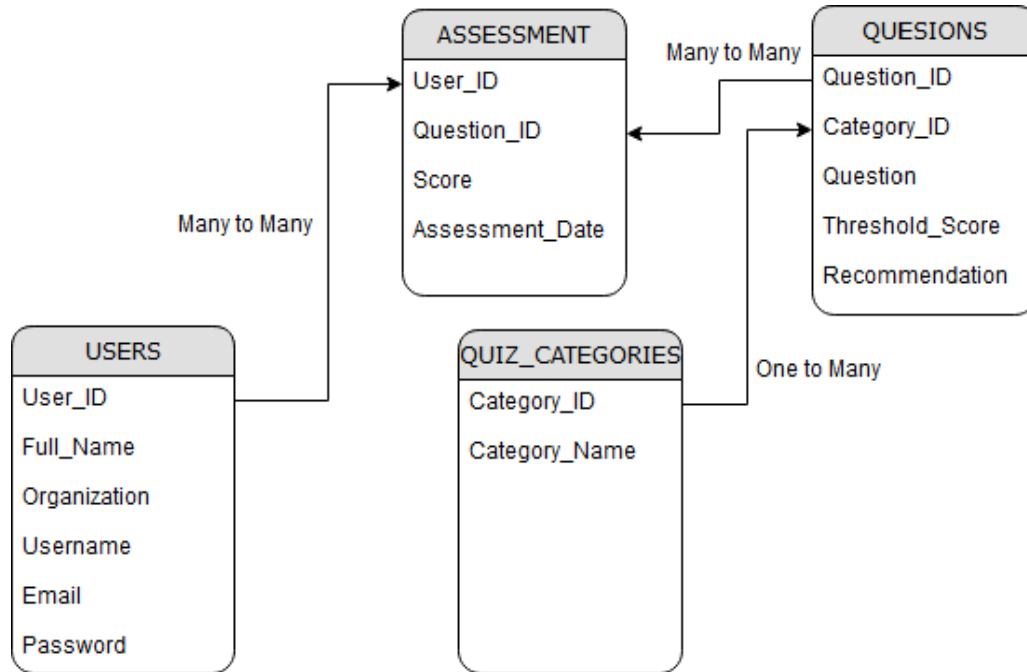 ASSESSMENT
User_ID
Question_ID
Score
Assessment_Date
Many to Many
QUESIONS
Question_ID
Category_ID
Question
Threshold_Score
Recommendation
Many to Many
USERS
User_ID
Full_Name
Organization
Username
Email
Password
QUIZ_CATEGORIES
Category_ID
Category_Name
One to Many